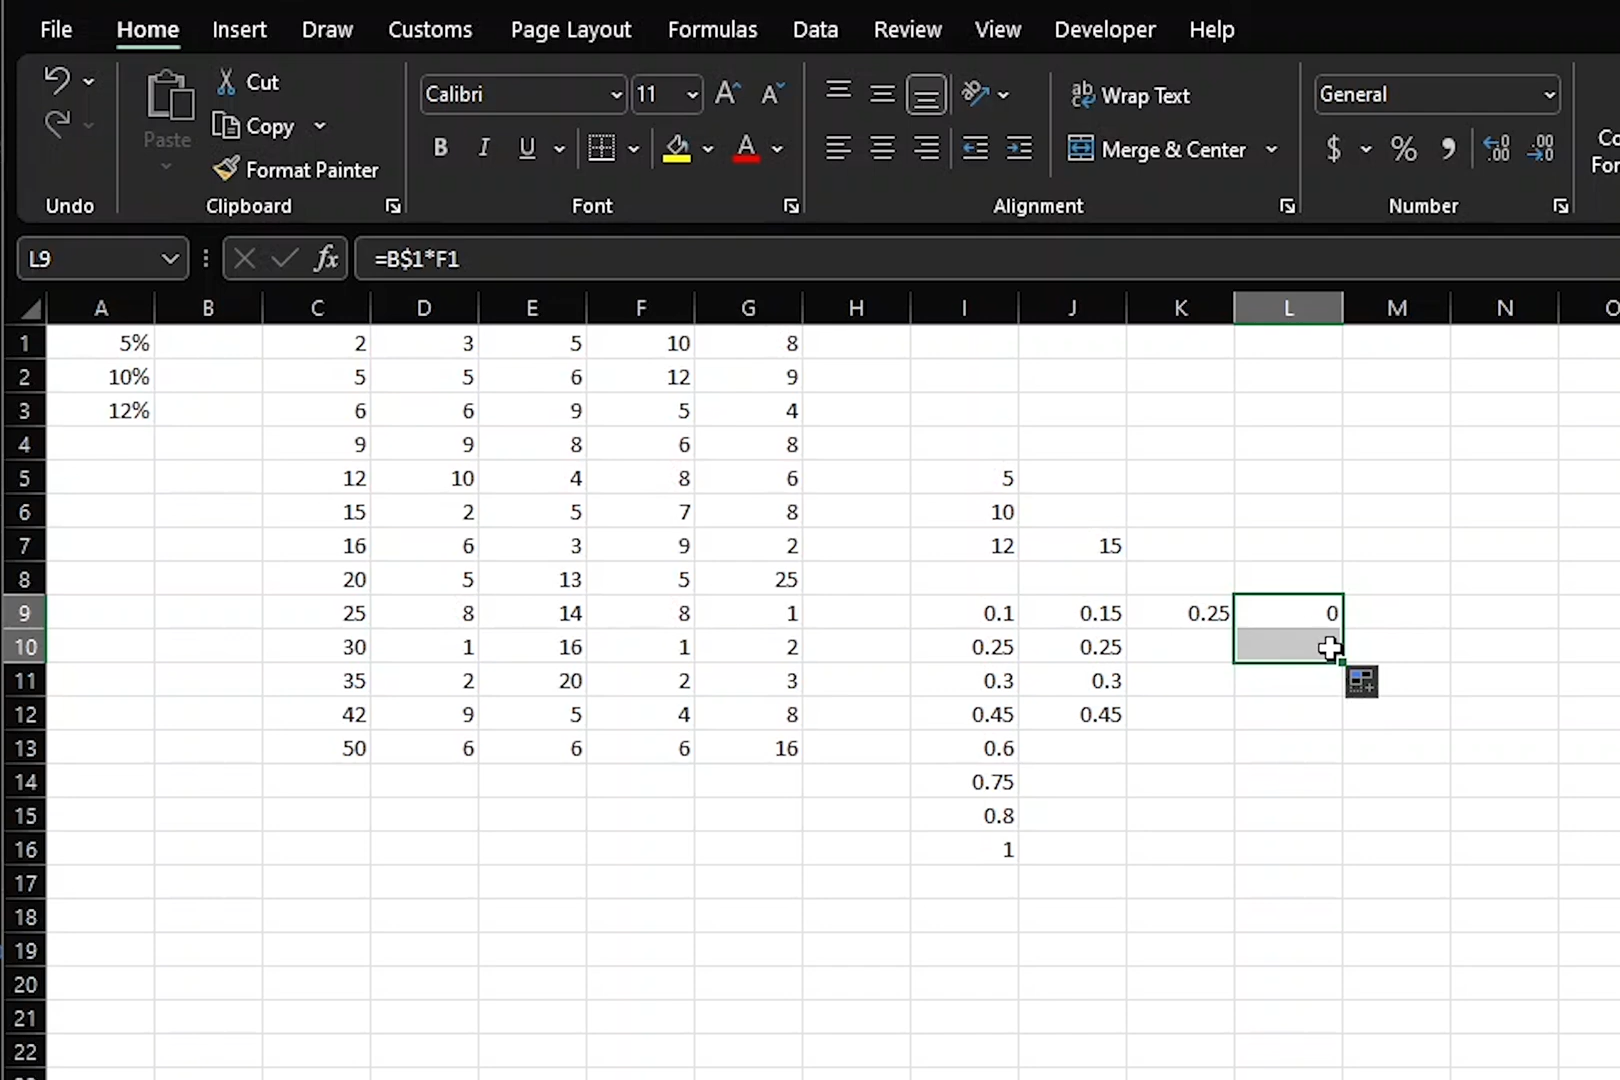 File Home Insert Draw Customs Page Layout Formulas Data Review View Developer Help
Cut
Calibri 11 A A
ab Wrap Text
General
Paste
Copy
B I U A
Merge & Center
$ % 9 .00 .00
Format Painter
Undo Clipboard Font Alignment Number
L9 fx =B$1*F1
A B C D E F G H I J K L M N O
1 5% 2 3 5 10 8
2 10% 5 5 6 12 9
3 12% 6 6 9 5 4
4 9 9 8 6 8
5 12 10 4 8 6 5
6 15 2 5 7 8 10
7 16 6 3 9 2 12 15
8 20 5 13 5 25
9 25 8 14 8 1 0.1 0.15 0.25 0
10 30 1 16 1 2 0.25 0.25
11 35 2 20 2 3 0.3 0.3
12 42 9 5 4 8 0.45 0.45
13 50 6 6 6 16 0.6
14 0.75
15 0.8
16 1
17
18
19
20
21
22